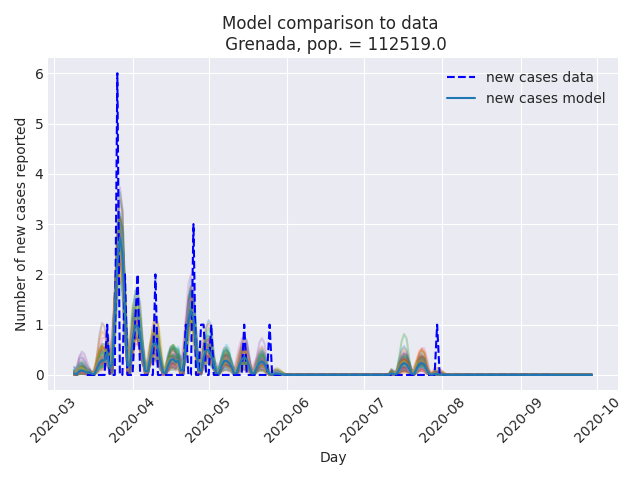 Model comparison to data
Grenada, pop. = 112519.0
new cases data
new cases model
Number of new cases reported
6
5
4
3
2
1
0
2020-03
2020-04
2020-05
2020-06
2020-07
2020-08
2020-09
2020-10
Day